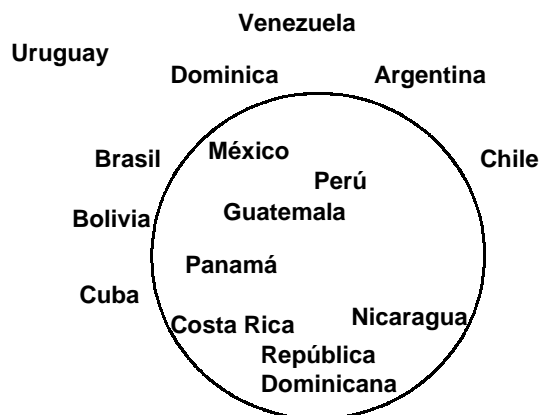 Venezuela
Uruguay
Dominica
Argentina
México
Brasil
Chile
Perú
Guatemala
Bolivia
Panamá
Cuba
Nicaragua
Costa Rica
República
Dominicana